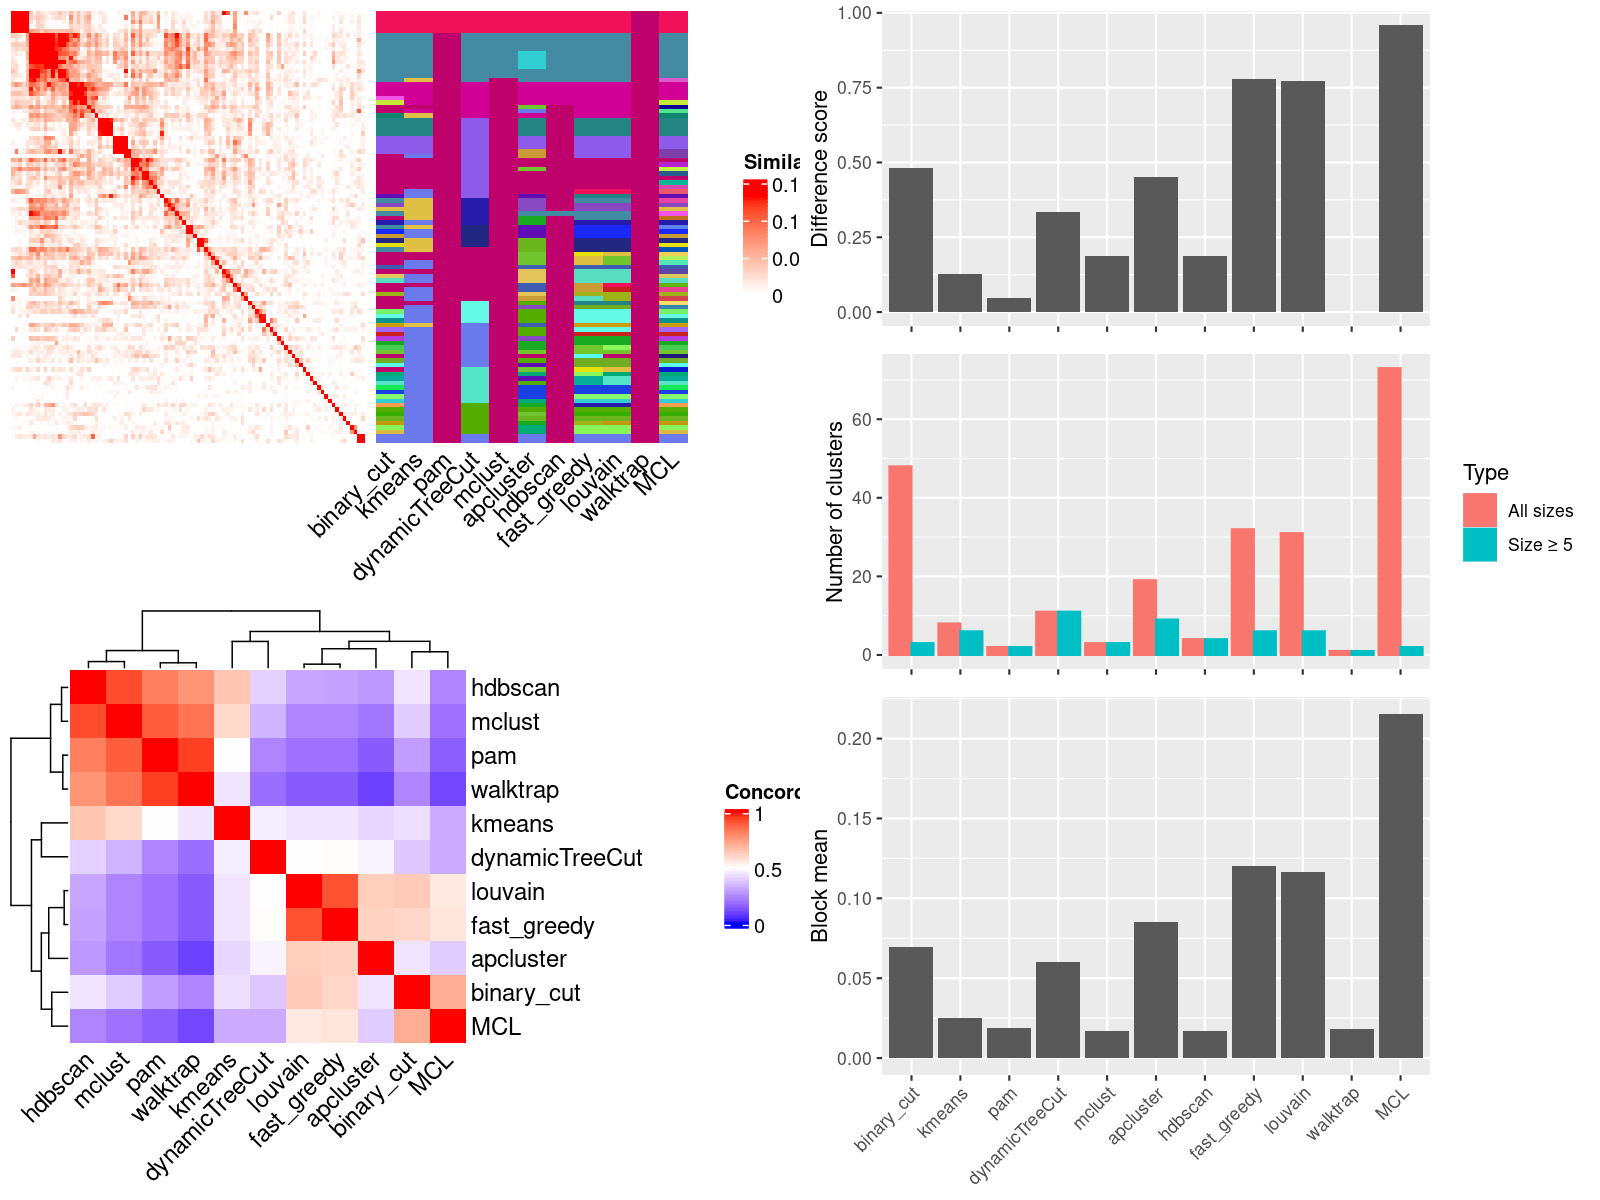 Simila
0.1
0.1
0.0
0
binary_cut
kmeans
pam
dynamicTreeCut
mclust
apcluster
hdbscan
fast_greedy
louvain
walktrap
MCL
hdbscan
mclust
pam
walktrap
kmeans
dynamicTreeCut
louvain
fast_greedy
apcluster
binary_cut
MCL
hdbscan
mclust
pam
walktrap
kmeans
dynamicTreeCut
louvain
fast_greedy
apcluster
binary_cut
MCL
Concord
1
0.5
0
Difference score
1.00
0.75
0.50
0.25
0.00
Number of clusters
60
40
20
0
Type
All sizes
Size ≥ 5
Block mean
0.20
0.15
0.10
0.05
0.00
binary_cut
kmeans
pam
dynamicTreeCut
mclust
apcluster
hdbscan
fast_greedy
louvain
walktrap
MCL